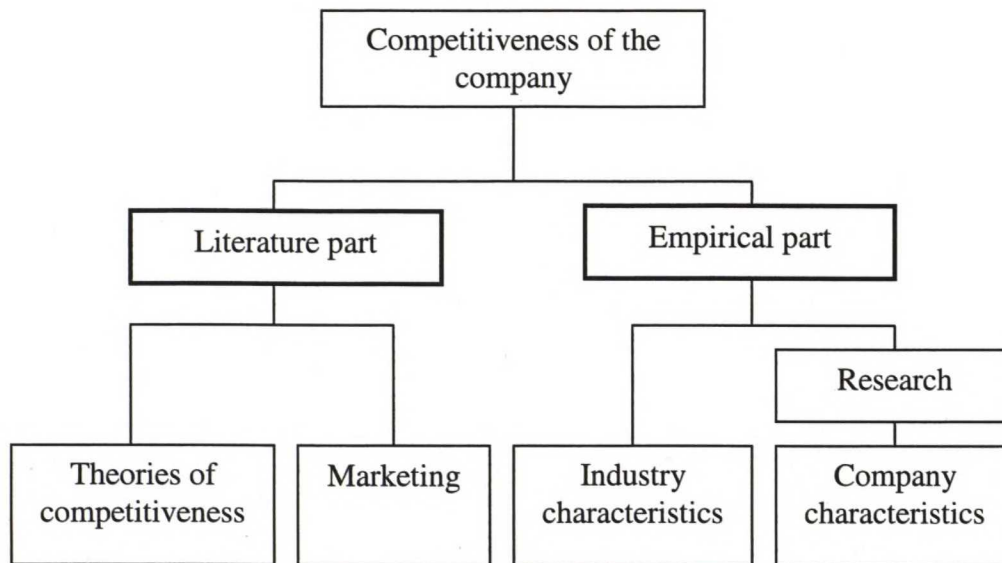 Competitiveness of the
company
Literature part
Empirical part
Research
Theories of
competitiveness
Marketing
Industry
characteristics
Company
characteristics